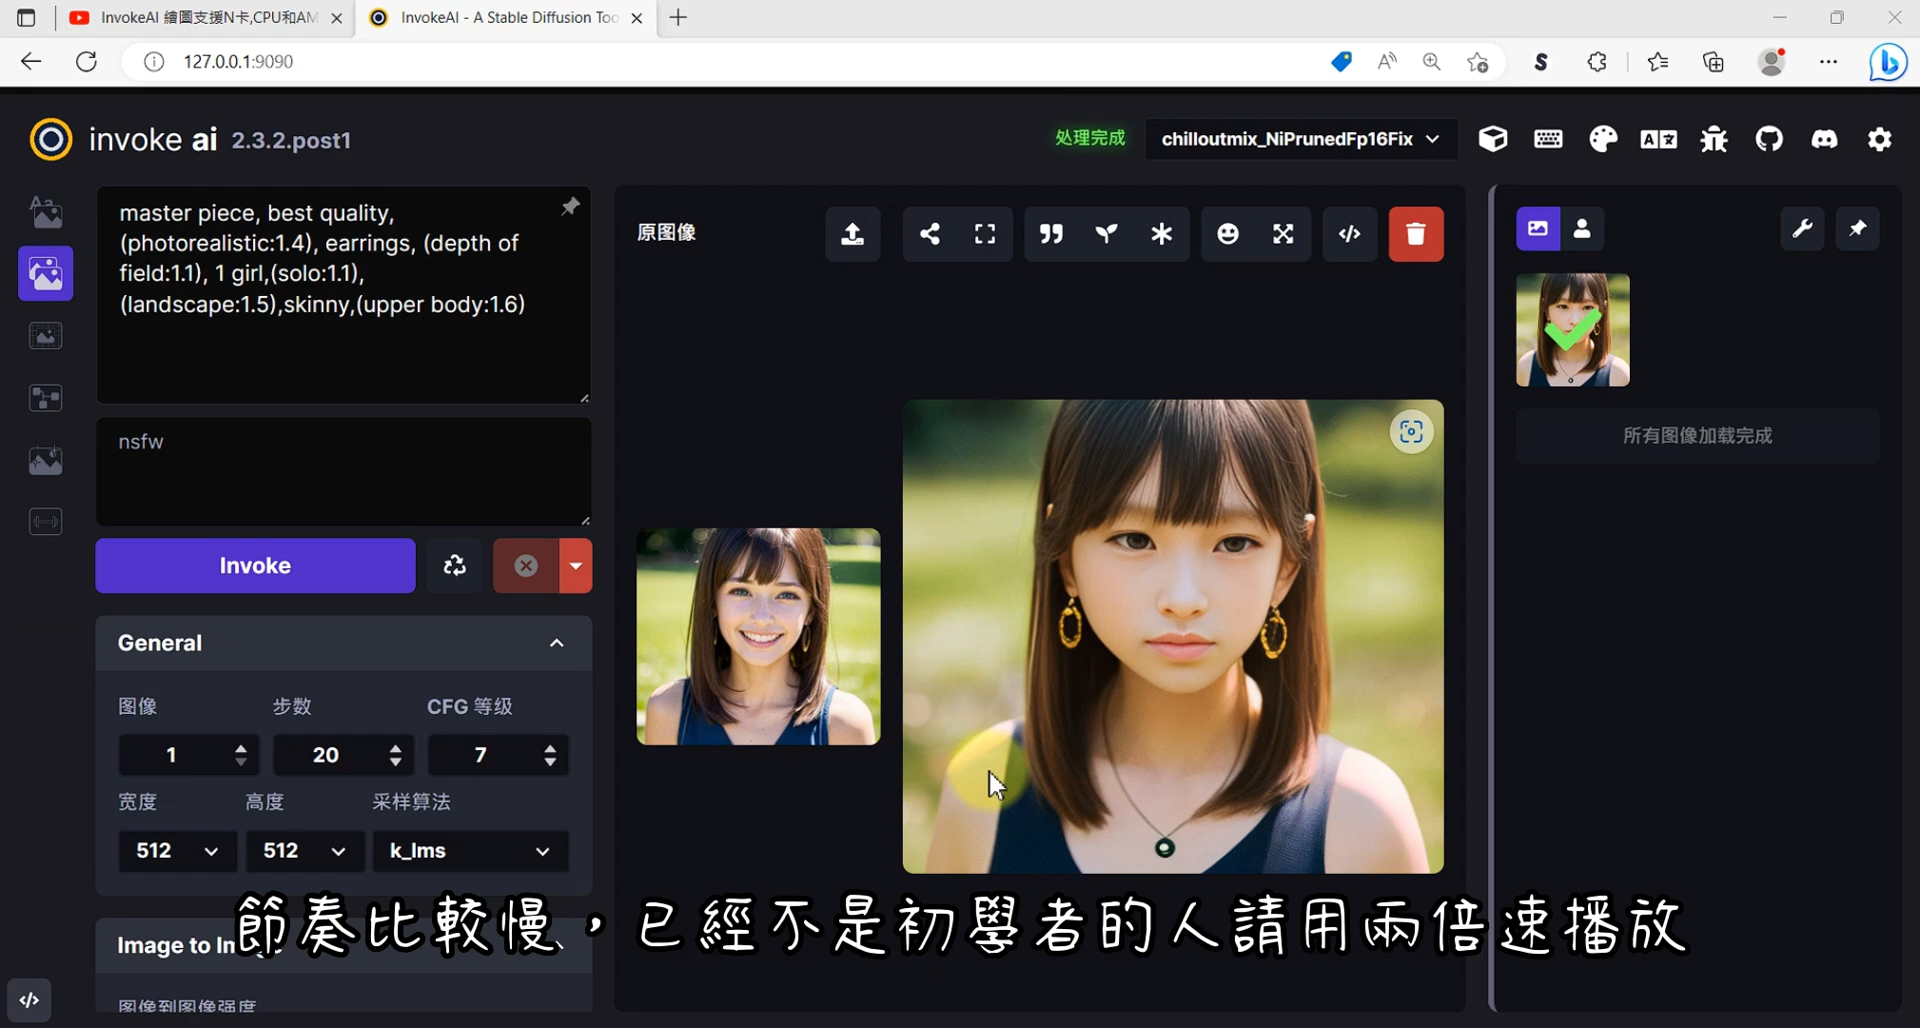 InvokeAI 繪圖支援N卡,CPU和AM
InvokeAI - A Stable Diffusion Too
127.0.0.1:9090
invoke ai 2.3.2.post1
处理完成
chilloutmix_NiPrunedFp16Fix
master piece, best quality,
(photorealistic:1.4), earrings, (depth of
field:1.1), 1 girl,(solo:1.1),
(landscape:1.5),skinny,(upper body:1.6)
nsfw
Invoke
General
图像 步数 CFG 等级
1 20 7
宽度 高度 采样算法
512 512 k_lms
Image to Im
图像到图像强度
原图像
所有图像加载完成
節奏比較慢，已經不是初學者的人請用兩倍速播放